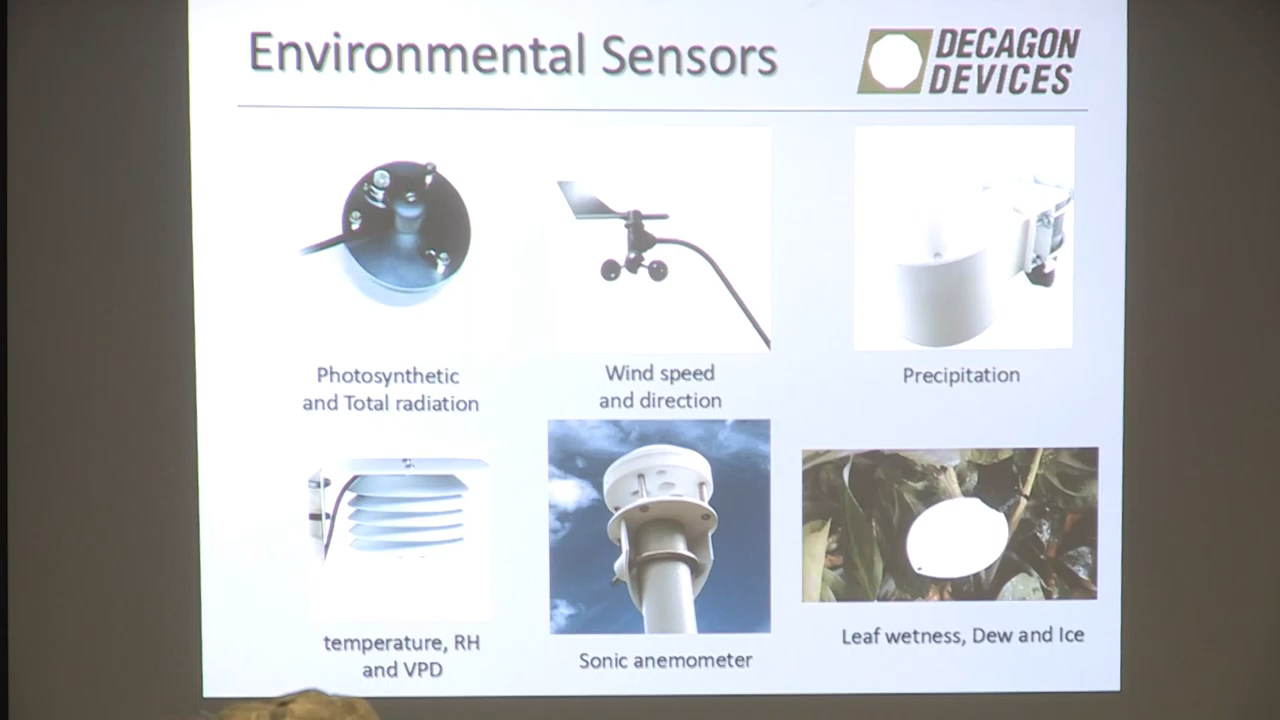 Environmental Sensors
DECAGON
DEVICES
Photosynthetic
and Total radiation
Wind speed
and direction
Precipitation
temperature, RH
and VPD
Sonic anemometer
Leaf wetness, Dew and Ice